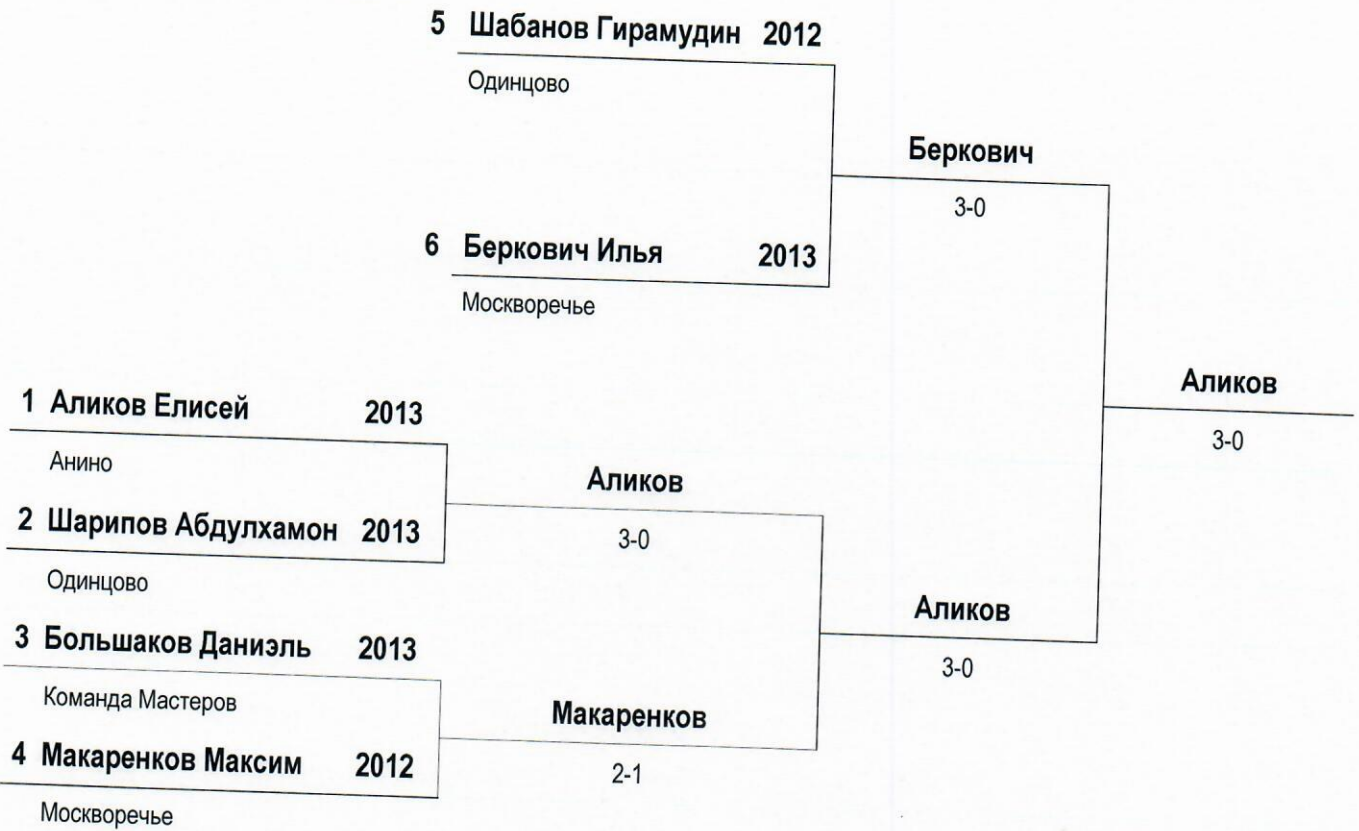 5 Шабанов Гирамудин 2012
Одинцово
Беркович
3-0
6 Беркович Илья 2013
Москворечье
Аликов
3-0
1 Аликов Елисей 2013
Анино
Аликов
3-0
2 Шарипов Абдулхамон 2013
Одинцово
Аликов
3-0
3 Большаков Даниэль 2013
Команда Мастеров
Макаренков
2-1
4 Макаренков Максим 2012
Москворечье